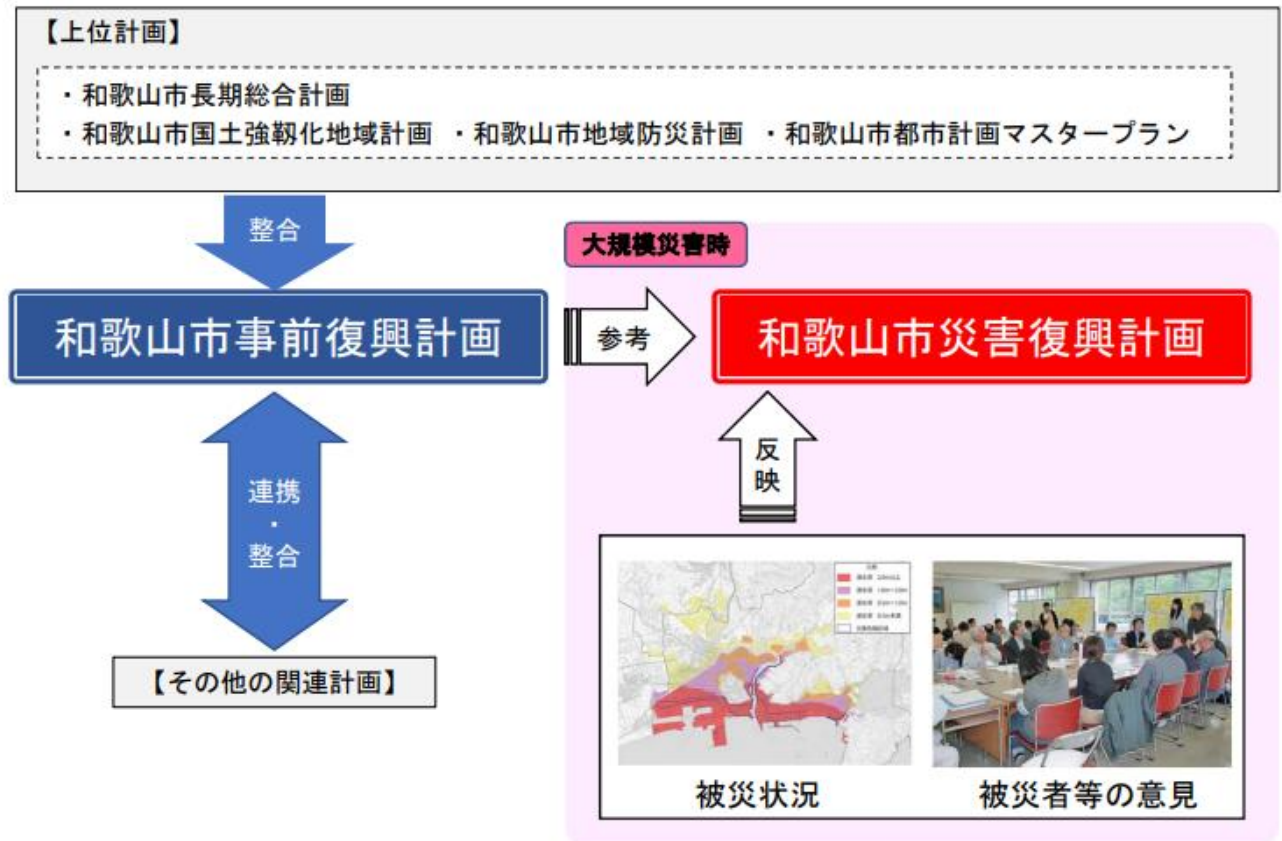 【上位計画】
・和歌山市長期総合計画
・和歌山市国土強靱化地域計画 ・和歌山市地域防災計画 ・和歌山市都市計画マスタープラン
整合
大規模災害時
和歌山市事前復興計画
参考
和歌山市災害復興計画
連携
・
整合
反映
【その他の関連計画】
被災状況
被災者等の意見